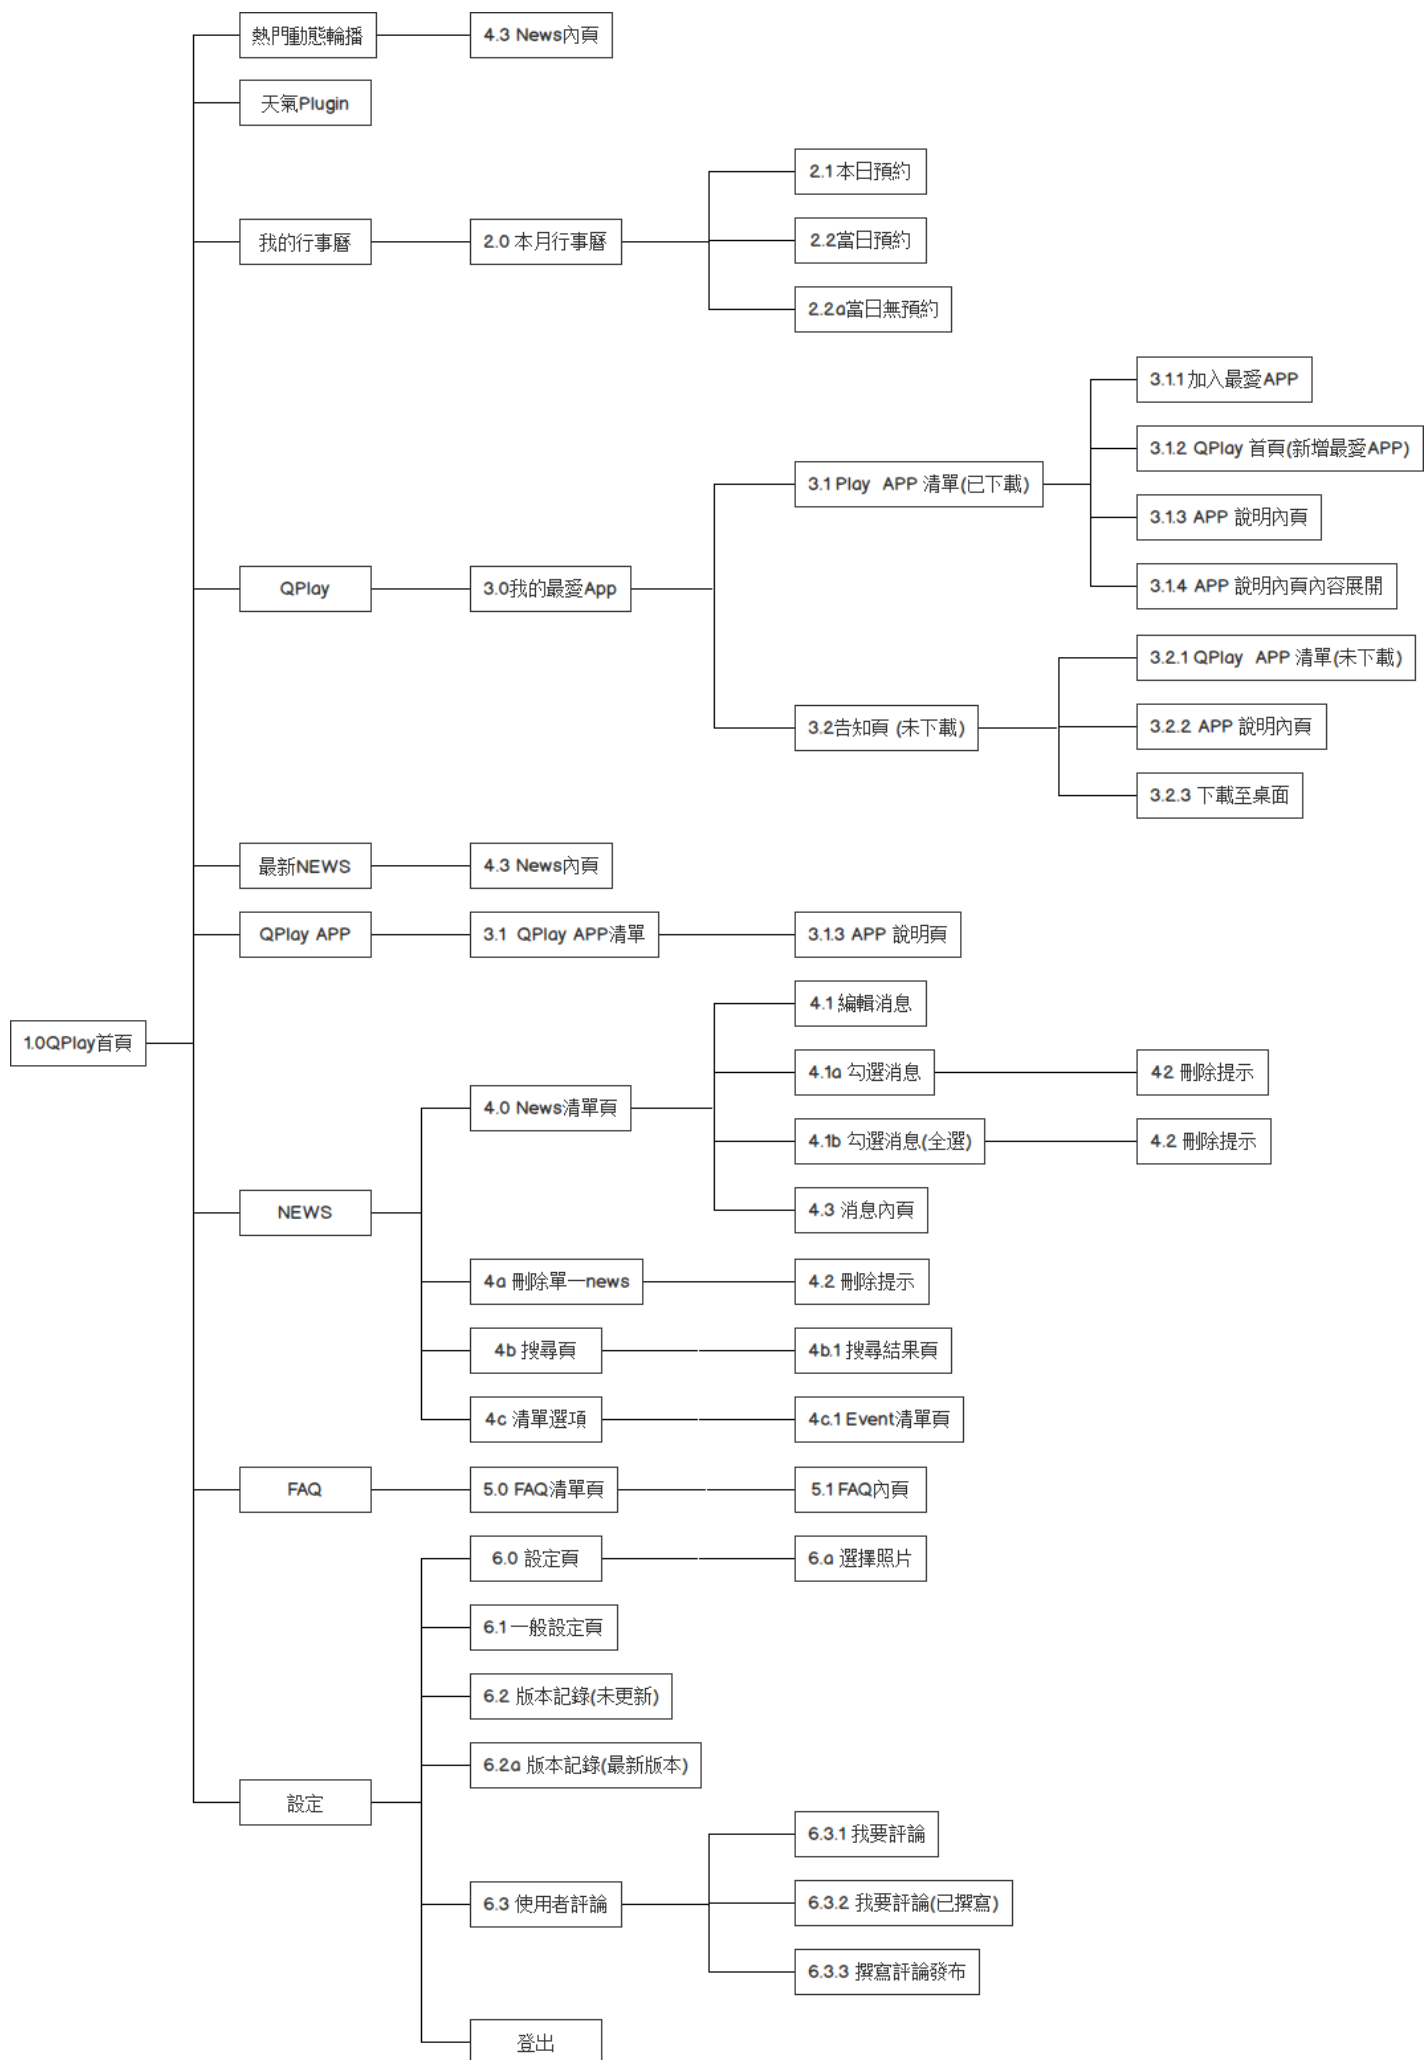 熱門動態輪播
4.3 News內頁
天氣Plugin
2.1 本日預約
我的行事曆
2.0 本月行事曆
2.2當日預約
2.2a當日無預約
3.1.1 加入最愛APP
3.1.2 QPlay 首頁(新增最愛APP)
3.1 Play APP 清單(已下載)
3.1.3 APP 說明內頁
QPlay
3.0我的最愛App
3.1.4 APP 說明內頁內容展開
3.2.1 QPlay APP 清單(未下載)
3.2告知頁 (未下載)
3.2.2 APP 說明內頁
3.2.3 下載至桌面
最新NEWS
4.3 News內頁
QPlay APP
3.1 QPlay APP清單
3.1.3 APP 說明頁
4.1 編輯消息
1.0QPlay首頁
4.1a 勾選消息
42 刪除提示
4.0 News清單頁
4.1b 勾選消息(全選)
4.2 刪除提示
NEWS
4.3 消息內頁
4a 刪除單一news
4.2 刪除提示
4b 搜尋頁
4b.1 搜尋結果頁
4c 清單選項
4c.1 Event清單頁
FAQ
5.0 FAQ清單頁
5.1 FAQ內頁
6.0 設定頁
6.a 選擇照片
6.1 一般設定頁
6.2 版本記錄(未更新)
6.2a 版本記錄(最新版本)
設定
6.3.1 我要評論
6.3 使用者評論
6.3.2 我要評論(已撰寫)
6.3.3 撰寫評論發布
登出